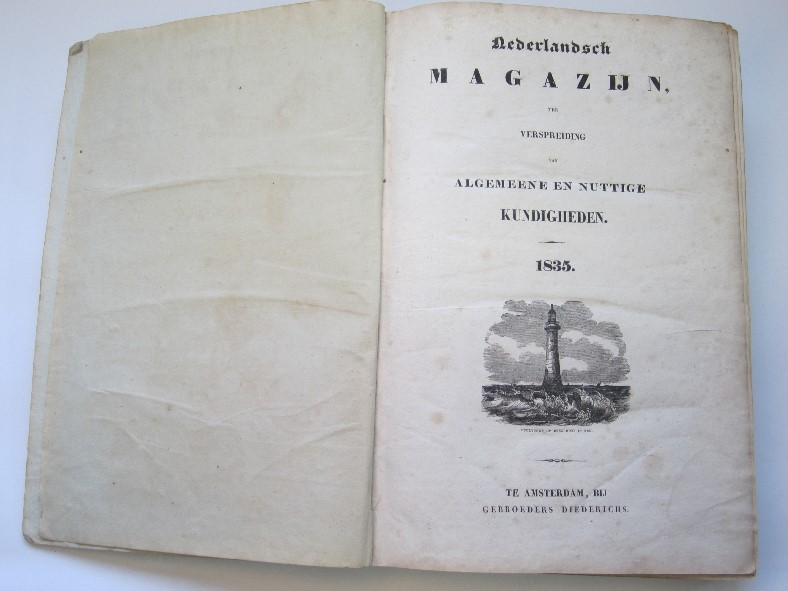 Nederlandsch
MAGAZIJN,
TER
VERSPREIDING
VAN
ALGEMEENE EN NUTTIGE
KUNDIGHEDEN.
1835.
TE AMSTERDAM, BIJ
GEBROEDERS DIEDERICHS.